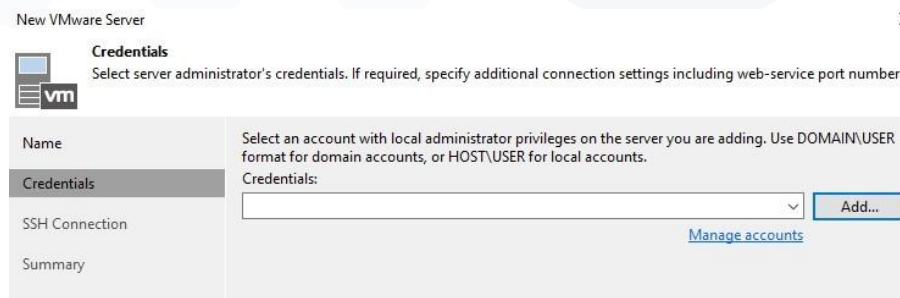 New VMware Server
Credentials
Select server administrator's credentials. If required, specify additional connection settings including web-service port number
vm
Name
Select an account with local administrator privileges on the server you are adding. Use DOMAIN\USER
format for domain accounts, or HOST\USER for local accounts.
Credentials
Credentials:
Add...
Manage accounts
SSH Connection
Summary